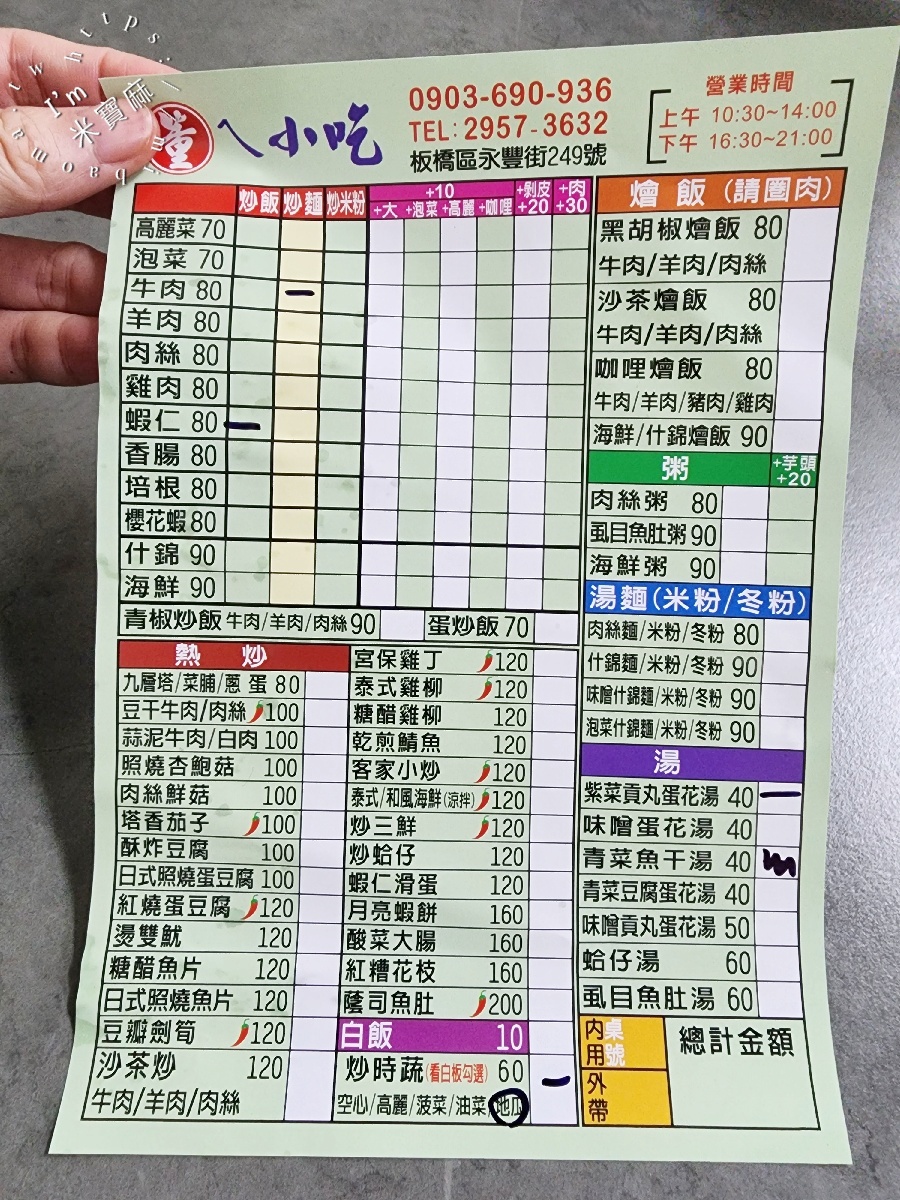 I'm
米寶麻
董
小吃
0903-690-936
TEL:2957-3632
板橋區永豐街249號
營業時間
上午 10:30~14:00
下午 16:30~21:00
炒飯 炒麵 炒米粉 +10 +剝皮 +肉
+大 +泡菜 +高麗 +咖哩 +20 +30
高麗菜 70
泡菜 70
牛肉 80
羊肉 80
肉絲 80
雞肉 80
蝦仁 80
香腸 80
培根 80
櫻花蝦 80
什錦 90
海鮮 90
青椒炒飯 牛肉/羊肉/肉絲 90 蛋炒飯 70
熱 炒
九層塔/菜脯/蔥 蛋 80
豆干牛肉/肉絲 100
蒜泥牛肉/白肉 100
照燒杏鮑菇 100
肉絲鮮菇 100
塔香茄子 100
酥炸豆腐 100
日式照燒蛋豆腐 100
紅燒蛋豆腐 120
燙雙魷 120
糖醋魚片 120
日式照燒魚片 120
豆瓣劍筍 120
沙茶炒 120
牛肉/羊肉/肉絲
宮保雞丁 120
泰式雞柳 120
糖醋雞柳 120
乾煎鯖魚 120
客家小炒 120
泰式/和風海鮮(涼拌) 120
炒三鮮 120
炒蛤仔 120
蝦仁滑蛋 120
月亮蝦餅 160
酸菜大腸 160
紅糟花枝 160
蔭司魚肚 200
白飯 10
炒時蔬(看白板勾選) 60
空心/高麗/菠菜/油菜 地瓜
燴飯 (請圈肉)
黑胡椒燴飯 80
牛肉/羊肉/肉絲
沙茶燴飯 80
牛肉/羊肉/肉絲
咖哩燴飯 80
牛肉/羊肉/豬肉/雞肉
海鮮/什錦燴飯 90
粥 +芋頭 +20
肉絲粥 80
虱目魚肚粥 90
海鮮粥 90
湯麵(米粉/冬粉)
肉絲麵/米粉/冬粉 80
什錦麵/米粉/冬粉 90
味噌什錦麵/米粉/冬粉 90
泡菜什錦麵/米粉/冬粉 90
湯
紫菜貢丸蛋花湯 40
味噌蛋花湯 40
青菜魚干湯 40
青菜豆腐蛋花湯 40
味噌貢丸蛋花湯 50
蛤仔湯 60
虱目魚肚湯 60
內用 桌號
外帶
總計金額